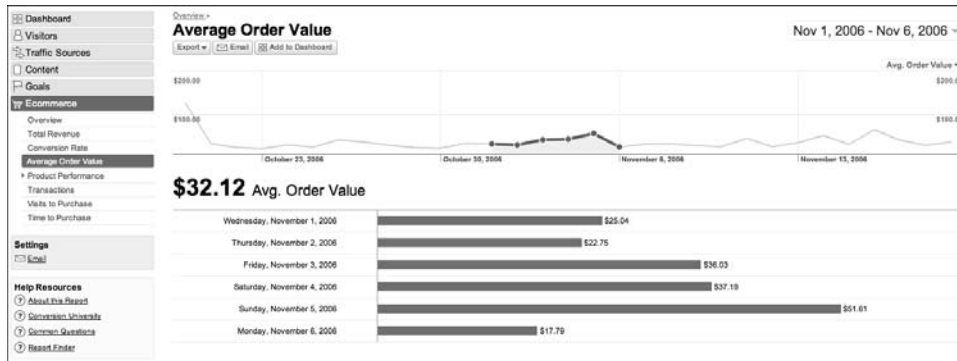 Dashboard
Visitors
Traffic Sources
Content
Goals
Ecommerce
Overview
Total Revenue
Conversion Rate
Average Order Value
Product Performance
Transactions
Visits to Purchase
Time to Purchase
Settings
Email
Help Resources
About this Report
Conversion University
Common Questions
Report Finder
Overview »
Average Order Value
Export Email Add to Dashboard
Nov 1, 2006 - Nov 6, 2006
Avg. Order Value
$200.00 $200.0
$100.00 $100.0
October 23, 2006 October 30, 2006 November 6, 2006 November 13, 2006
$32.12 Avg. Order Value
Wednesday, November 1, 2006 $25.04
Thursday, November 2, 2006 $22.75
Friday, November 3, 2006 $36.03
Saturday, November 4, 2006 $37.19
Sunday, November 5, 2006 $51.61
Monday, November 6, 2006 $17.79